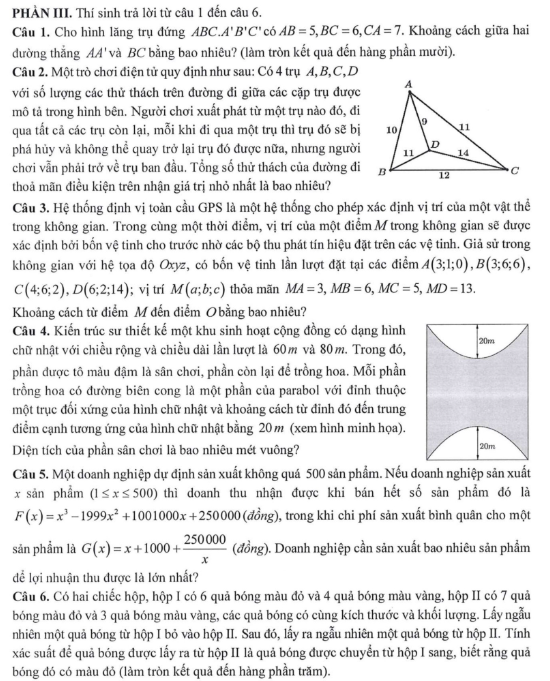 PHẦN III. Thí sinh trả lời từ câu 1 đến câu 6.
Câu 1. Cho hình lăng trụ đứng ABC.A'B'C' có AB = 5, BC = 6, CA = 7. Khoảng cách giữa hai
đường thẳng AA' và BC bằng bao nhiêu? (làm tròn kết quả đến hàng phần mười).
Câu 2. Một trò chơi điện tử quy định như sau: Có 4 trụ A, B, C, D
với số lượng các thử thách trên đường đi giữa các cặp trụ được
mô tả trong hình bên. Người chơi xuất phát từ một trụ nào đó, đi
qua tất cả các trụ còn lại, mỗi khi đi qua một trụ thì trụ đó sẽ bị
phá hủy và không thể quay trở lại trụ đó được nữa, nhưng người
chơi vẫn phải trở về trụ ban đầu. Tổng số thử thách của đường đi
thoả mãn điều kiện trên nhận giá trị nhỏ nhất là bao nhiêu?
A
10
9
11
D
11
14
B
12
C
Câu 3. Hệ thống định vị toàn cầu GPS là một hệ thống cho phép xác định vị trí của một vật thể
trong không gian. Trong cùng một thời điểm, vị trí của một điểm M trong không gian sẽ được
xác định bởi bốn vệ tinh cho trước nhờ các bộ thu phát tín hiệu đặt trên các vệ tinh. Giả sử trong
không gian với hệ tọa độ Oxyz, có bốn vệ tinh lần lượt đặt tại các điểm A(3;1;0), B(3;6;6),
C(4;6;2), D(6;2;14); vị trí M(a;b;c) thỏa mãn MA = 3, MB = 6, MC = 5, MD = 13.
Khoảng cách từ điểm M đến điểm O bằng bao nhiêu?
Câu 4. Kiến trúc sư thiết kế một khu sinh hoạt cộng đồng có dạng hình
chữ nhật với chiều rộng và chiều dài lần lượt là 60m và 80m. Trong đó,
phần được tô màu đậm là sân chơi, phần còn lại để trồng hoa. Mỗi phần
trồng hoa có đường biên cong là một phần của parabol với đỉnh thuộc
một trục đối xứng của hình chữ nhật và khoảng cách từ đỉnh đó đến trung
điểm cạnh tương ứng của hình chữ nhật bằng 20m (xem hình minh họa).
Diện tích của phần sân chơi là bao nhiêu mét vuông?
20m
20m
Câu 5. Một doanh nghiệp dự định sản xuất không quá 500 sản phẩm. Nếu doanh nghiệp sản xuất
x sản phẩm (1 ≤ x ≤ 500) thì doanh thu nhận được khi bán hết số sản phẩm đó là
F(x) = x³ − 1999x² + 1001000x + 250000 (đồng), trong khi chi phí sản xuất bình quân cho một
sản phẩm là G(x) = x + 1000 + 250000/x (đồng). Doanh nghiệp cần sản xuất bao nhiêu sản phẩm
để lợi nhuận thu được là lớn nhất?
Câu 6. Có hai chiếc hộp, hộp I có 6 quả bóng màu đỏ và 4 quả bóng màu vàng, hộp II có 7 quả
bóng màu đỏ và 3 quả bóng màu vàng, các quả bóng có cùng kích thước và khối lượng. Lấy ngẫu
nhiên một quả bóng từ hộp I bỏ vào hộp II. Sau đó, lấy ra ngẫu nhiên một quả bóng từ hộp II. Tính
xác suất để quả bóng được lấy ra từ hộp II là quả bóng được chuyển từ hộp I sang, biết rằng quả
bóng đó có màu đỏ (làm tròn kết quả đến hàng phần trăm).